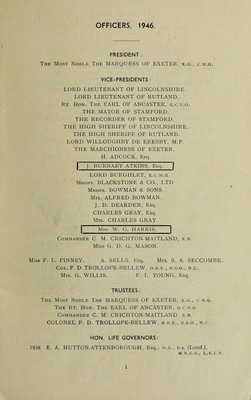 OFFICERS, 1946.
PRESIDENT:
THE MOST NOBLE THE MARQUESS OF EXETER, K.G., C.M.G.
VICE-PRESIDENTS:
LORD LIEUTENANT OF LINCOLNSHIRE.
LORD LIEUTENANT OF RUTLAND.
RT. HON. THE EARL OF ANCASTER, G.C.V.O.
THE MAYOR OF STAMFORD.
THE RECORDER OF STAMFORD.
THE HIGH SHERIFF OF LINCOLNSHIRE.
THE HIGH SHERIFF OF RUTLAND.
LORD WILLOUGHBY DE ERESBY, M.P.
THE MARCHIONESS OF EXETER.
H. ADCOCK, Esq.
J. BURNABY ATKINS, Esq.
LORD BURGHLEY, K.C.M.G.
MESSRS. BLACKSTONE & CO., LTD
MESSRS. BOWMAN & SONS.
MRS. ALFRED BOWMAN.
J. D. DEARDEN, Esq.
CHARLES GRAY, Esq.
MRS. CHARLES GRAY.
MRS. W. G. HARRIS.
COMMANDER C. M. CRICHTON-MAITLAND, R.N.
MISS G. D. G. MASON.
MISS F. L. PINNEY. A. SELLS, Esq. MRS. S. A. SECCOMBE.
COL. F. D. TROLLOPE-BELLEW, O.B.E., D.S.O., M.C.
MRS. G. WILLIS. F. L. YOUNG, Esq.
TRUSTEES:
THE MOST NOBLE THE MARQUESS OF EXETER, K.G., C.M.G.
THE RT. HON. THE EARL OF ANCASTER, G.C.V.O.
COMMANDER C. M. CRICHTON-MAITLAND, R.N.
COLONEL F. D. TROLLOPE-BELLEW, O.B.E., D.S.O., M.C.
HON. LIFE GOVERNORS:
1938 E. A. HUTTON-ATTENBOROUGH, Esq., M.D., B.S. (Lond.),
M.R.C.S., L.R.C.P.
1